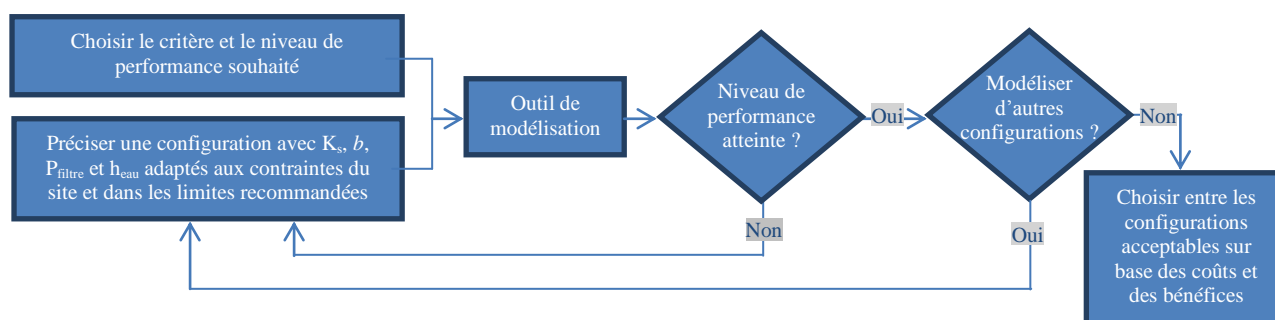 Choisir le critère et le niveau de
performance souhaité
Préciser une configuration avec Ks, b,
Pfiltre et heau adaptés aux contraintes du
site et dans les limites recommandées
Outil de
modélisation
Niveau de
performance
atteinte ?
Oui
Non
Modéliser
d’autres
configurations ?
Non
Oui
Choisir entre les
configurations
acceptables sur
base des coûts et
des bénéfices